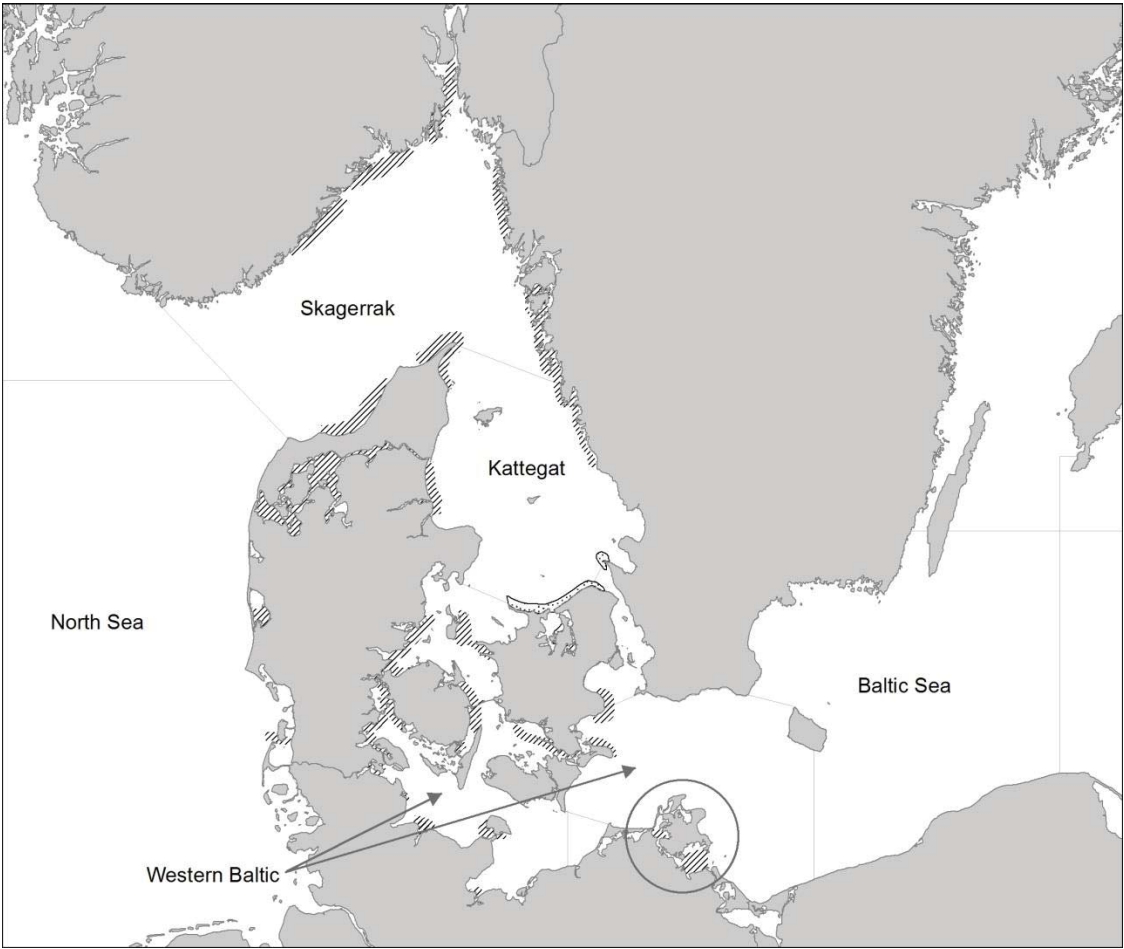 Skagerrak
Kattegat
North Sea
Baltic Sea
Western Baltic